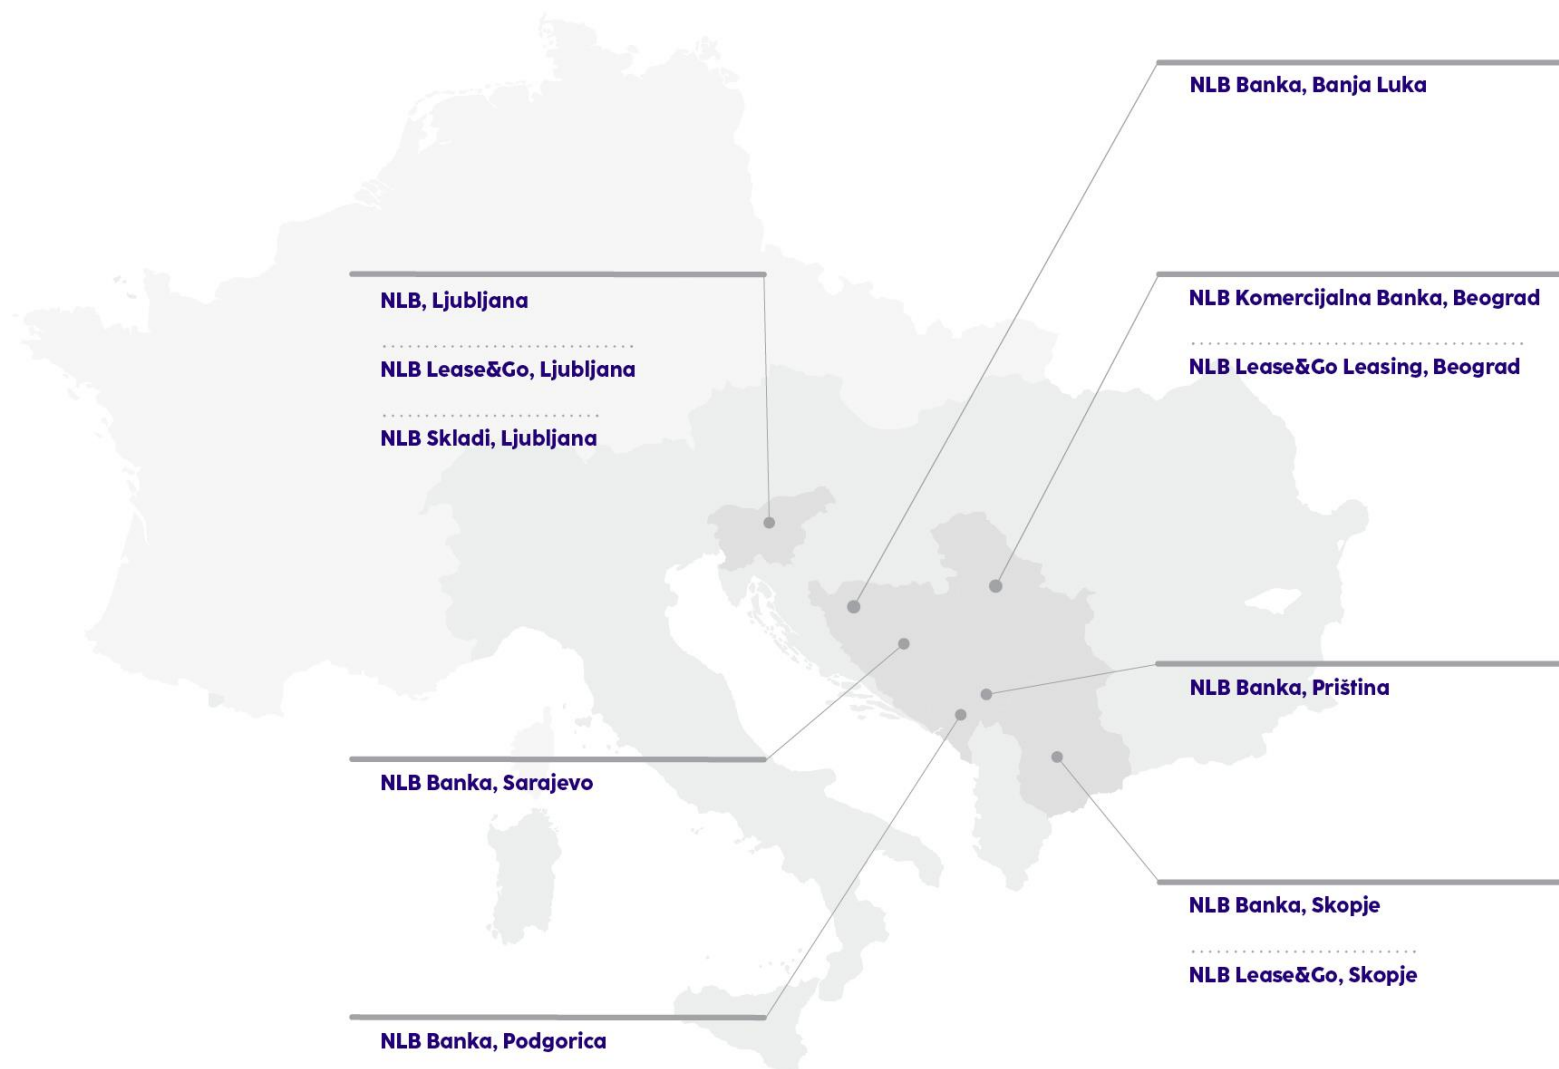 NLB Banka, Banja Luka
NLB, Ljubljana
NLB Lease&Go, Ljubljana
NLB Skladi, Ljubljana
NLB Komercijalna Banka, Beograd
NLB Lease&Go Leasing, Beograd
NLB Banka, Priština
NLB Banka, Sarajevo
NLB Banka, Skopje
NLB Lease&Go, Skopje
NLB Banka, Podgorica